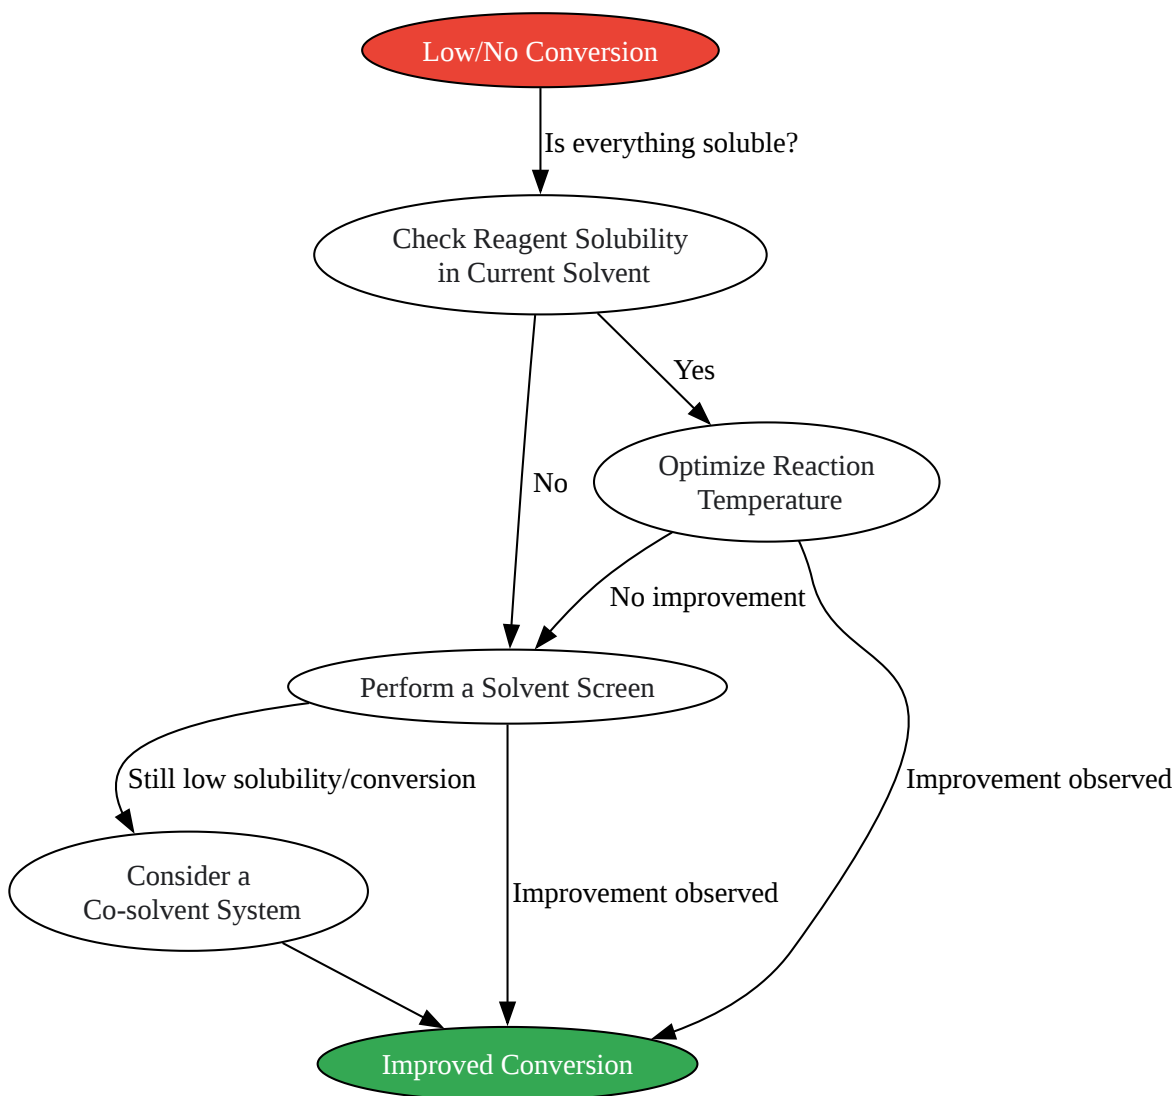 Low/No Conversion
Is everything soluble?
Check Reagent Solubility
in Current Solvent
Yes
Optimize Reaction
Temperature
No
No improvement
Perform a Solvent Screen
Still low solubility/conversion
Improvement observed
Consider a
Co-solvent System
Improvement observed
Improved Conversion